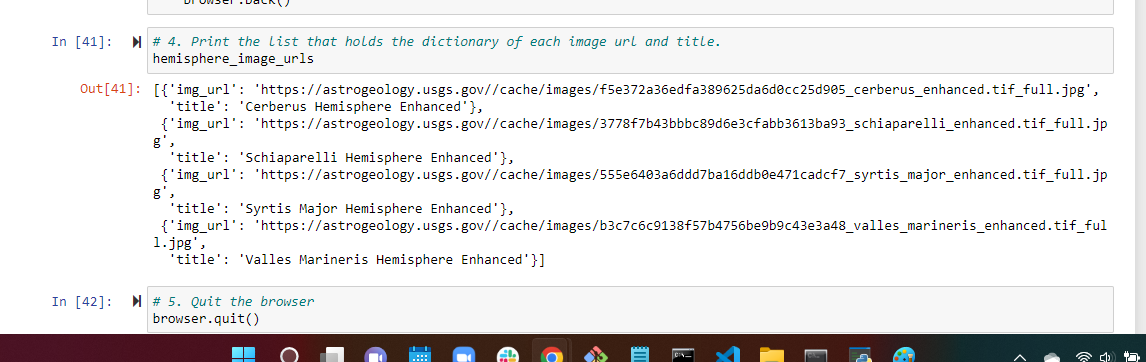 browser.back()
In [41]:
# 4. Print the List that holds the dictionary of each image url and title.
hemisphere_image_urls
Out[41]:
[{'img_url': 'https://astrogeology.usgs.gov//cache/images/f5e372a36edfa389625da6d0cc25d905_cerberus_enhanced.tif_full.jpg',
'title': 'Cerberus Hemisphere Enhanced'},
{'img_url': 'https://astrogeology.usgs.gov//cache/images/3778f7b43bbbc89d6e3cfabb3613ba93_schiaparelli_enhanced.tif_full.jp
g',
'title': 'Schiaparelli Hemisphere Enhanced'},
{'img_url': 'https://astrogeology.usgs.gov//cache/images/555e6403a6ddd7ba16ddb0e471cadcf7_syrtis_major_enhanced.tif_full.jp
g',
'title': 'Syrtis Major Hemisphere Enhanced'},
{'img_url': 'https://astrogeology.usgs.gov//cache/images/b3c7c6c9138f57b4756be9b9c43e3a48_valles_marineris_enhanced.tif_ful
l.jpg',
'title': 'Valles Marineris Hemisphere Enhanced'}]
In [42]:
# 5. Quit the browser
browser.quit()